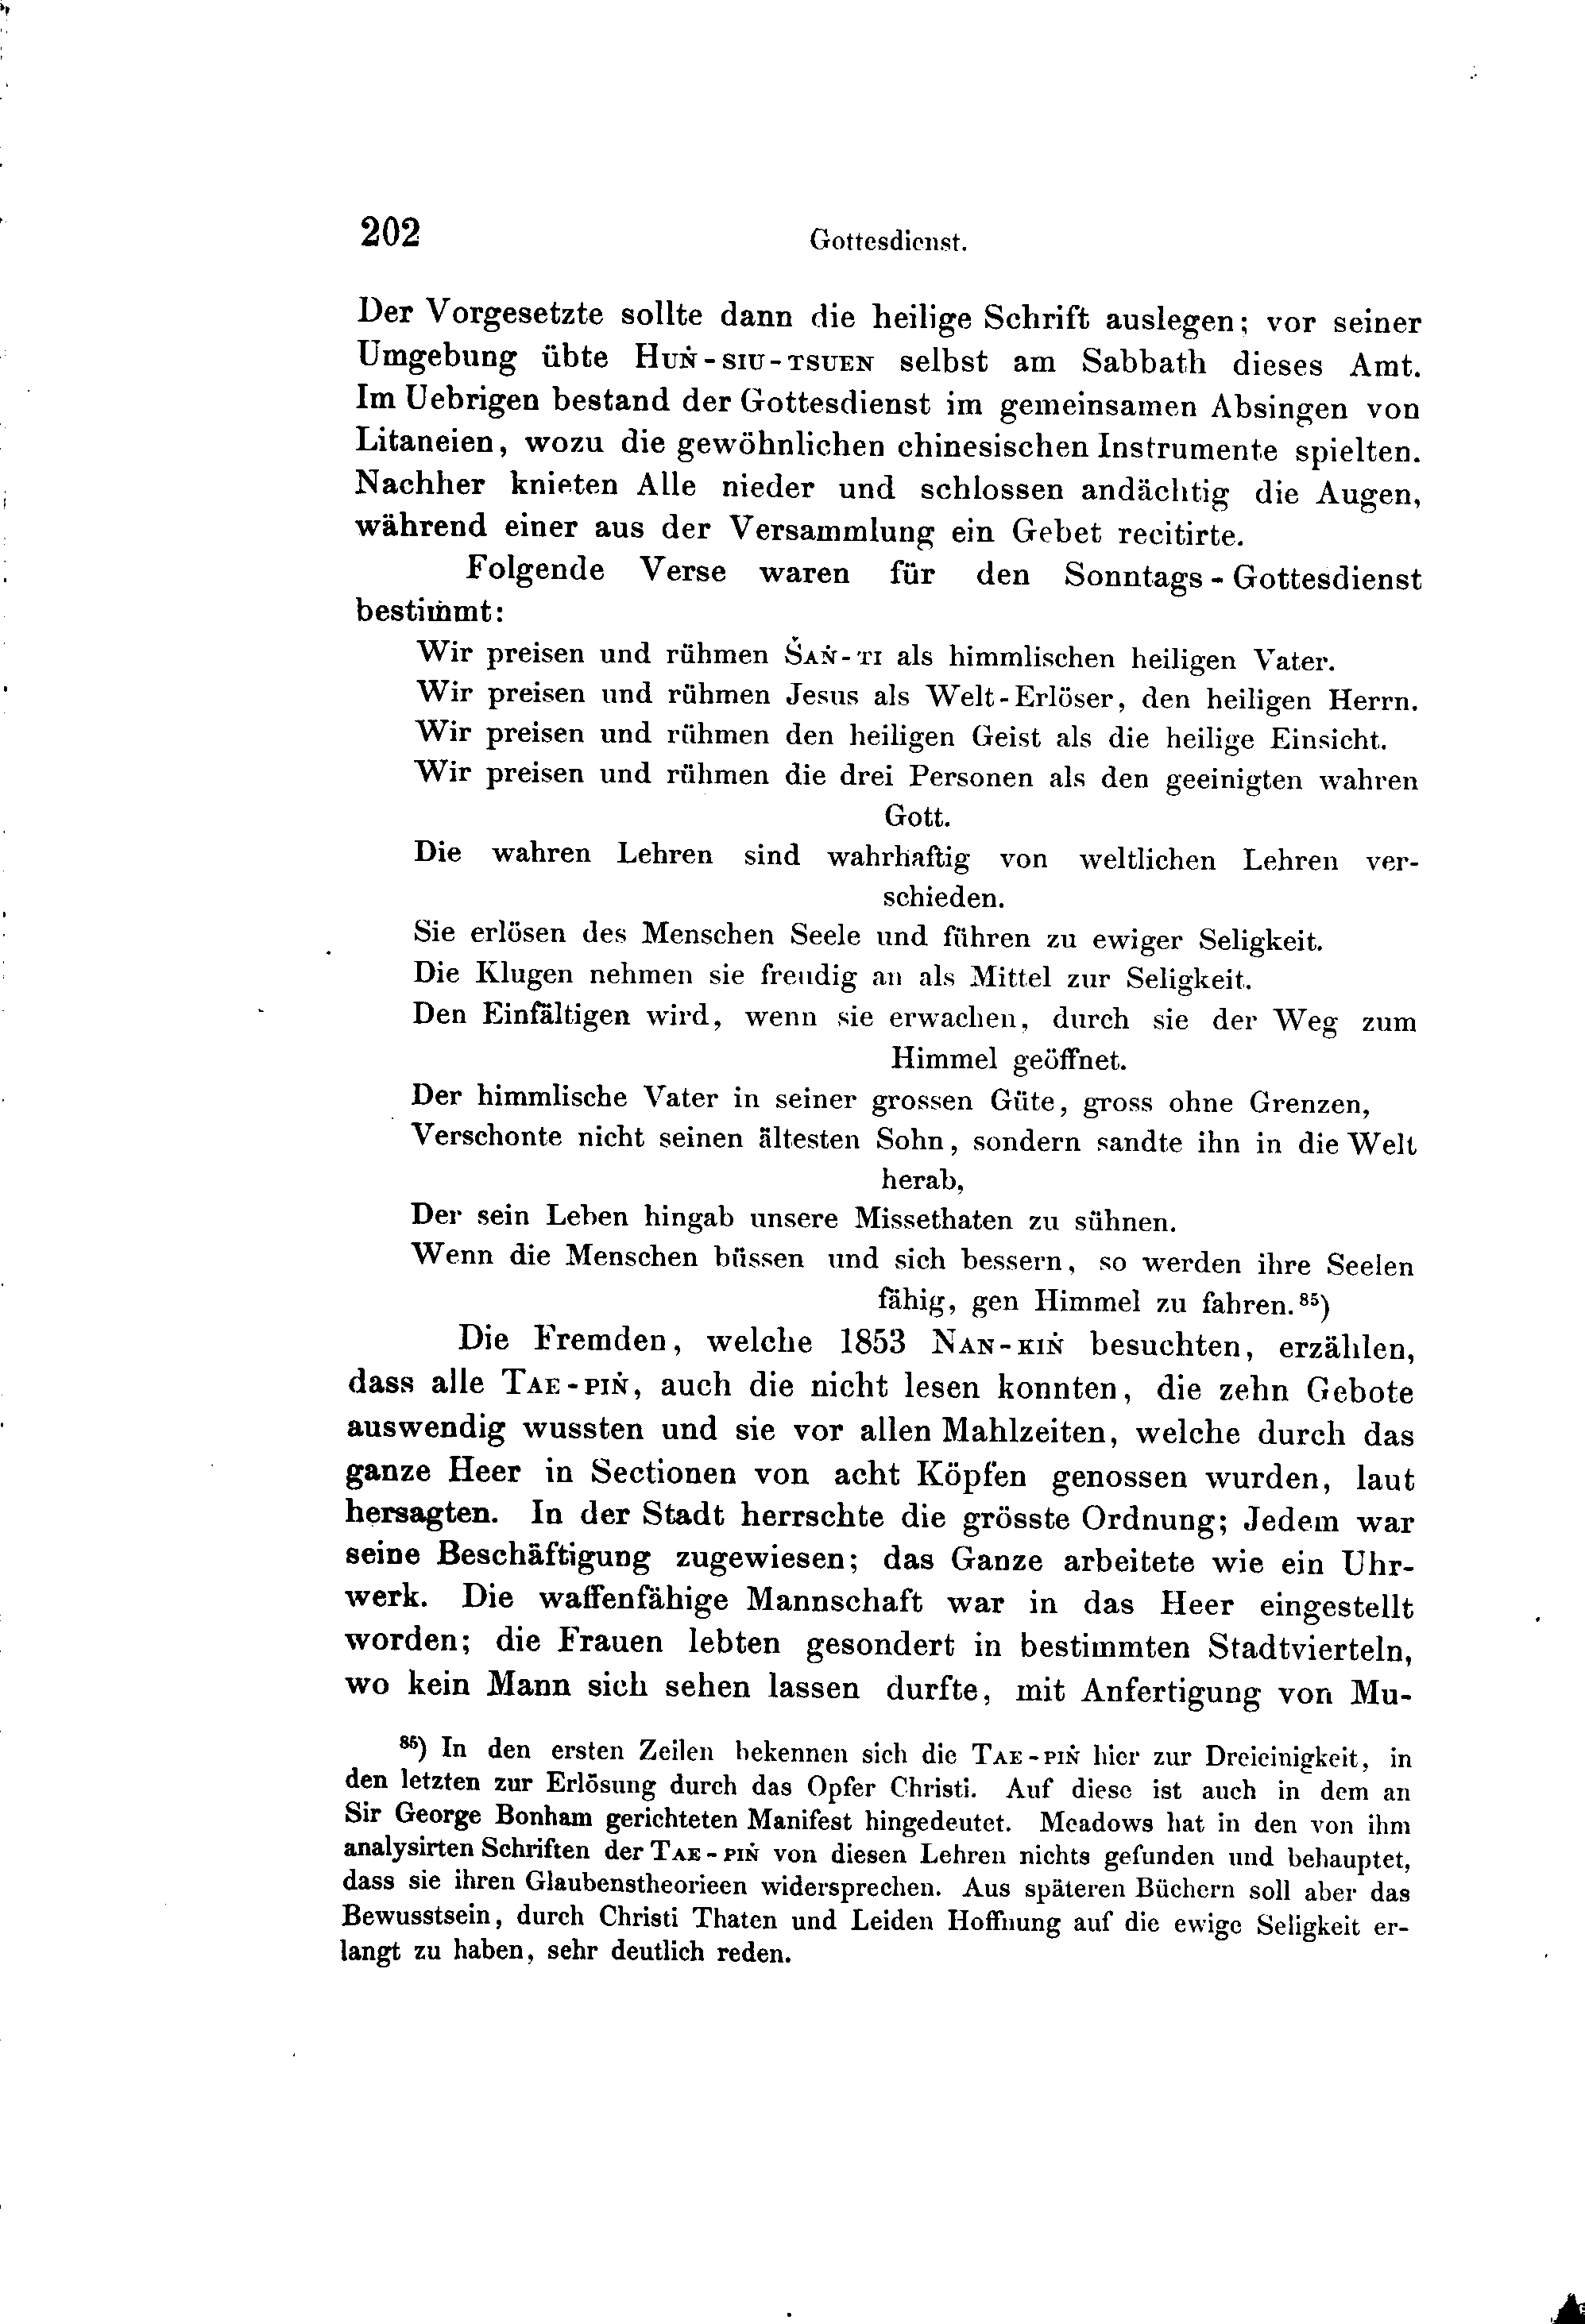 202
Gottesdienst.
Der Vorgesetzte sollte dann die heilige Schrift auslegen; vor seiner
Umgebung übte Huṅ-siu-tsuen selbst am Sabbath dieses Amt.
Im Uebrigen bestand der Gottesdienst im gemeinsamen Absingen von
Litaneien, wozu die gewöhnlichen chinesischen Instrumente spielten.
Nachher knieten Alle nieder und schlossen andächtig die Augen,
während einer aus der Versammlung ein Gebet recitirte.
Folgende Verse waren für den Sonntags-Gottesdienst
bestimmt:
Wir preisen und rühmen Šaṅ-ti als himmlischen heiligen Vater.
Wir preisen und rühmen Jesus als Welt-Erlöser, den heiligen Herrn.
Wir preisen und rühmen den heiligen Geist als die heilige Einsicht.
Wir preisen und rühmen die drei Personen als den geeinigten wahren
Gott.
Die wahren Lehren sind wahrhaftig von weltlichen Lehren ver-
schieden.
Sie erlösen des Menschen Seele und führen zu ewiger Seligkeit.
Die Klugen nehmen sie freudig an als Mittel zur Seligkeit.
Den Einfältigen wird, wenn sie erwachen, durch sie der Weg zum
Himmel geöffnet.
Der himmlische Vater in seiner grossen Güte, gross ohne Grenzen,
Verschonte nicht seinen ältesten Sohn, sondern sandte ihn in die Welt
herab,
Der sein Leben hingab unsere Missethaten zu sühnen.
Wenn die Menschen büssen und sich bessern, so werden ihre Seelen
fähig, gen Himmel zu fahren.⁸⁵)
Die Fremden, welche 1853 Nan-kiṅ besuchten, erzählen,
dass alle Tae-piṅ, auch die nicht lesen konnten, die zehn Gebote
auswendig wussten und sie vor allen Mahlzeiten, welche durch das
ganze Heer in Sectionen von acht Köpfen genossen wurden, laut
hersagten. In der Stadt herrschte die grösste Ordnung; Jedem war
seine Beschäftigung zugewiesen; das Ganze arbeitete wie ein Uhr-
werk. Die waffenfähige Mannschaft war in das Heer eingestellt
worden; die Frauen lebten gesondert in bestimmten Stadtvierteln,
wo kein Mann sich sehen lassen durfte, mit Anfertigung von Mu-
⁸⁵) In den ersten Zeilen bekennen sich die Tae-piṅ hier zur Dreieinigkeit, in
den letzten zur Erlösung durch das Opfer Christi. Auf diese ist auch in dem an
Sir George Bonham gerichteten Manifest hingedeutet. Meadows hat in den von ihm
analysirten Schriften der Tae-piṅ von diesen Lehren nichts gefunden und behauptet,
dass sie ihren Glaubenstheorieen widersprechen. Aus späteren Büchern soll aber das
Bewusstsein, durch Christi Thaten und Leiden Hoffnung auf die ewige Seligkeit er-
langt zu haben, sehr deutlich reden.